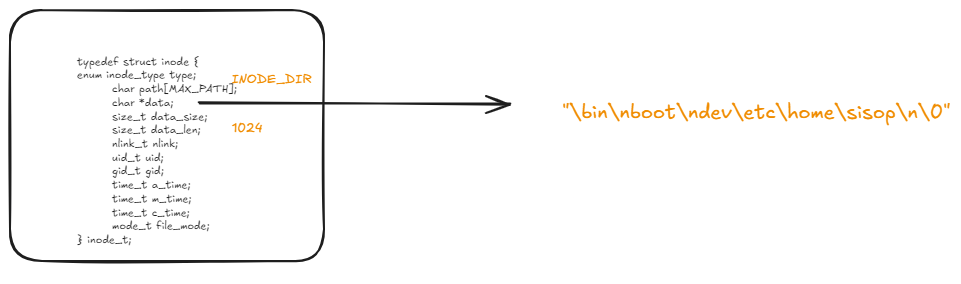 typedef struct inode {
enum inode_type type;
INODE_DIR
char path[MAX_PATH];
char *data;
"\bin\nboot\ndev\etc\home\sisop\n\0"
size_t data_size;
size_t data_len;
1024
nlink_t nlink;
uid_t uid;
gid_t gid;
time_t a_time;
time_t m_time;
time_t c_time;
mode_t file_mode;
} inode_t;